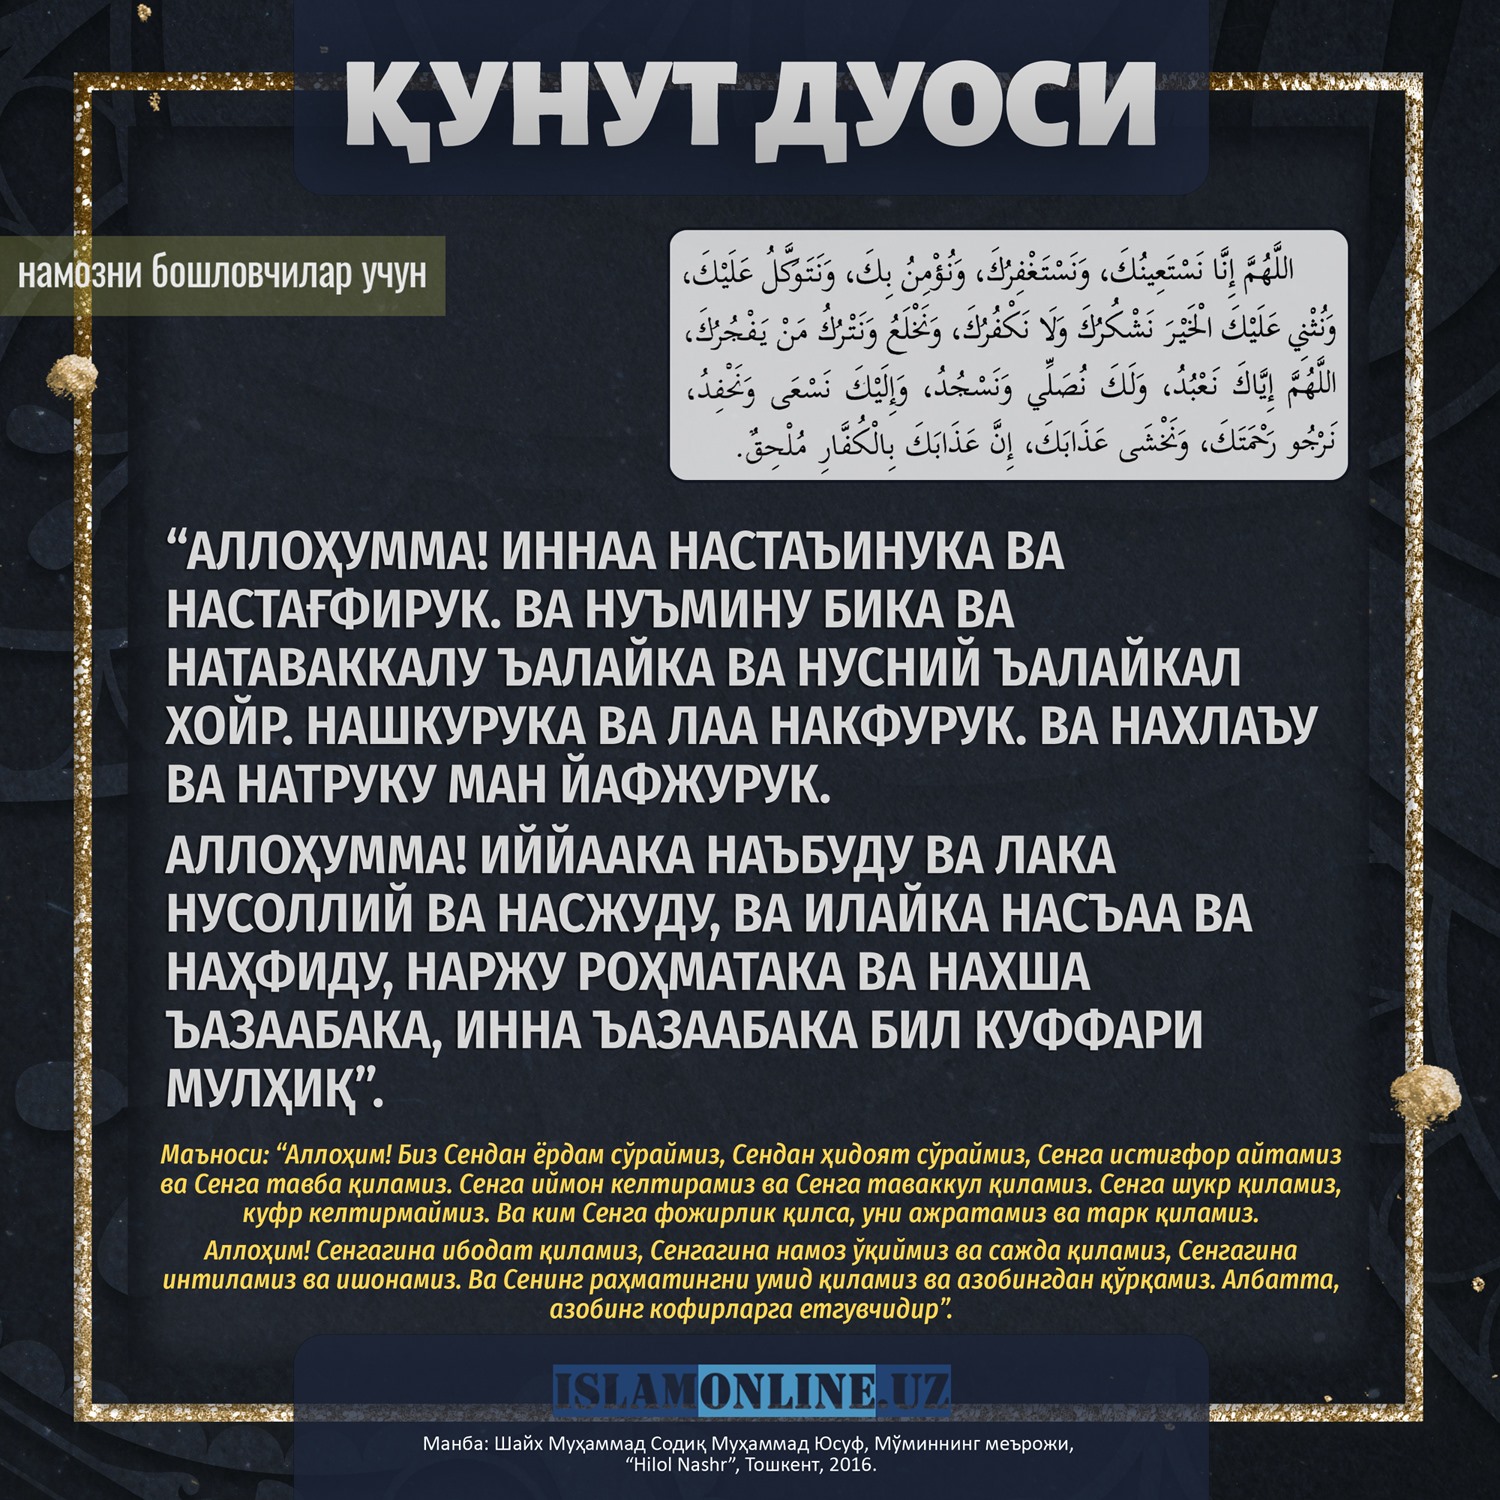 ҚУНУТ ДУОСИ
намозни бошловчилар учун
اللَّهُمَّ إِنَّا نَسْتَعِينُكَ، وَنَسْتَغْفِرُكَ، وَنُؤْمِنُ بِكَ، وَنَتَوَكَّلُ عَلَيْكَ،
وَنُثْنِي عَلَيْكَ الْخَيْرَ نَشْكُرُكَ وَلَا نَكْفُرُكَ، وَنَخْلَعُ وَنَتْرُكُ مَنْ يَفْجُرُكَ،
اللَّهُمَّ إِيَّاكَ نَعْبُدُ، وَلَكَ نُصَلِّي وَنَسْجُدُ، وَإِلَيْكَ نَسْعَى وَنَحْفِدُ،
نَرْجُو رَحْمَتَكَ، وَنَخْشَى عَذَابَكَ، إِنَّ عَذَابَكَ بِالْكُفَّارِ مُلْحِقٌ.
“АЛЛОҲУММА! ИННАА НАСТАЪИНУКА ВА
НАСТАҒФИРУК. ВА НУЪМИНУ БИКА ВА
НАТАВАККАЛУ ЪАЛАЙКА ВА НУСНИЙ ЪАЛАЙКАЛ
ХОЙР. НАШКУРУКА ВА ЛАА НАКФУРУК. ВА НАХЛАЪУ
ВА НАТРУКУ МАН ЙАФЖУРУК.
АЛЛОҲУММА! ИЙЙААКА НАЪБУДУ ВА ЛАКА
НУСОЛЛИЙ ВА НАСЖУДУ, ВА ИЛАЙКА НАСЪАА ВА
НАҲФИДУ, НАРЖУ РОҲМАТАКА ВА НАХША
ЪАЗААБАКА, ИННА ЪАЗААБАКА БИЛ КУФФАРИ
МУЛҲИҚ”.
Маъноси: “Аллоҳим! Биз Сендан ёрдам сўраймиз, Сендан ҳидоят сўраймиз, Сенга истиғфор айтамиз
ва Сенга тавба қиламиз. Сенга иймон келтирамиз ва Сенга таваккул қиламиз. Сенга шукр қиламиз,
куфр келтирмаймиз. Ва ким Сенга фожирлик қилса, уни ажратамиз ва тарк қиламиз.
Аллоҳим! Сенгагина ибодат қиламиз, Сенгагина намоз ўқиймиз ва сажда қиламиз, Сенгагина
интиламиз ва ишонамиз. Ва Сенинг раҳматингни умид қиламиз ва азобингдан қўрқамиз. Албатта,
азобинг кофирларга етгувчидир”.
ISLAMONLINE.UZ
Манба: Шайх Муҳаммад Содиқ Муҳаммад Юсуф, Мўминнинг меърожи,
“Hilol Nashr”, Тошкент, 2016.